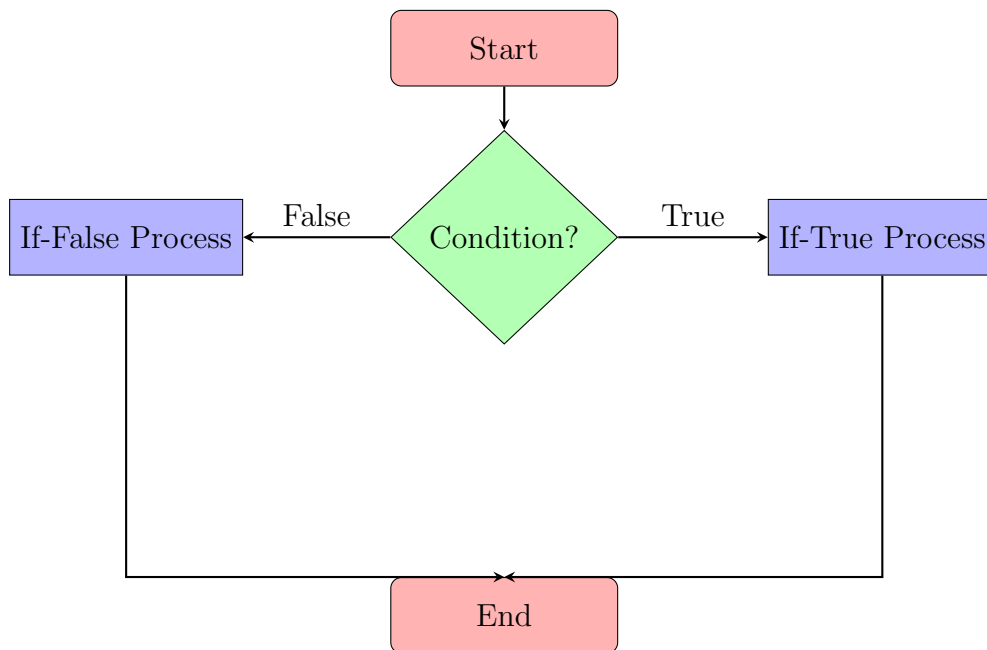 Start
False
True
If-False Process
Condition?
If-True Process
End